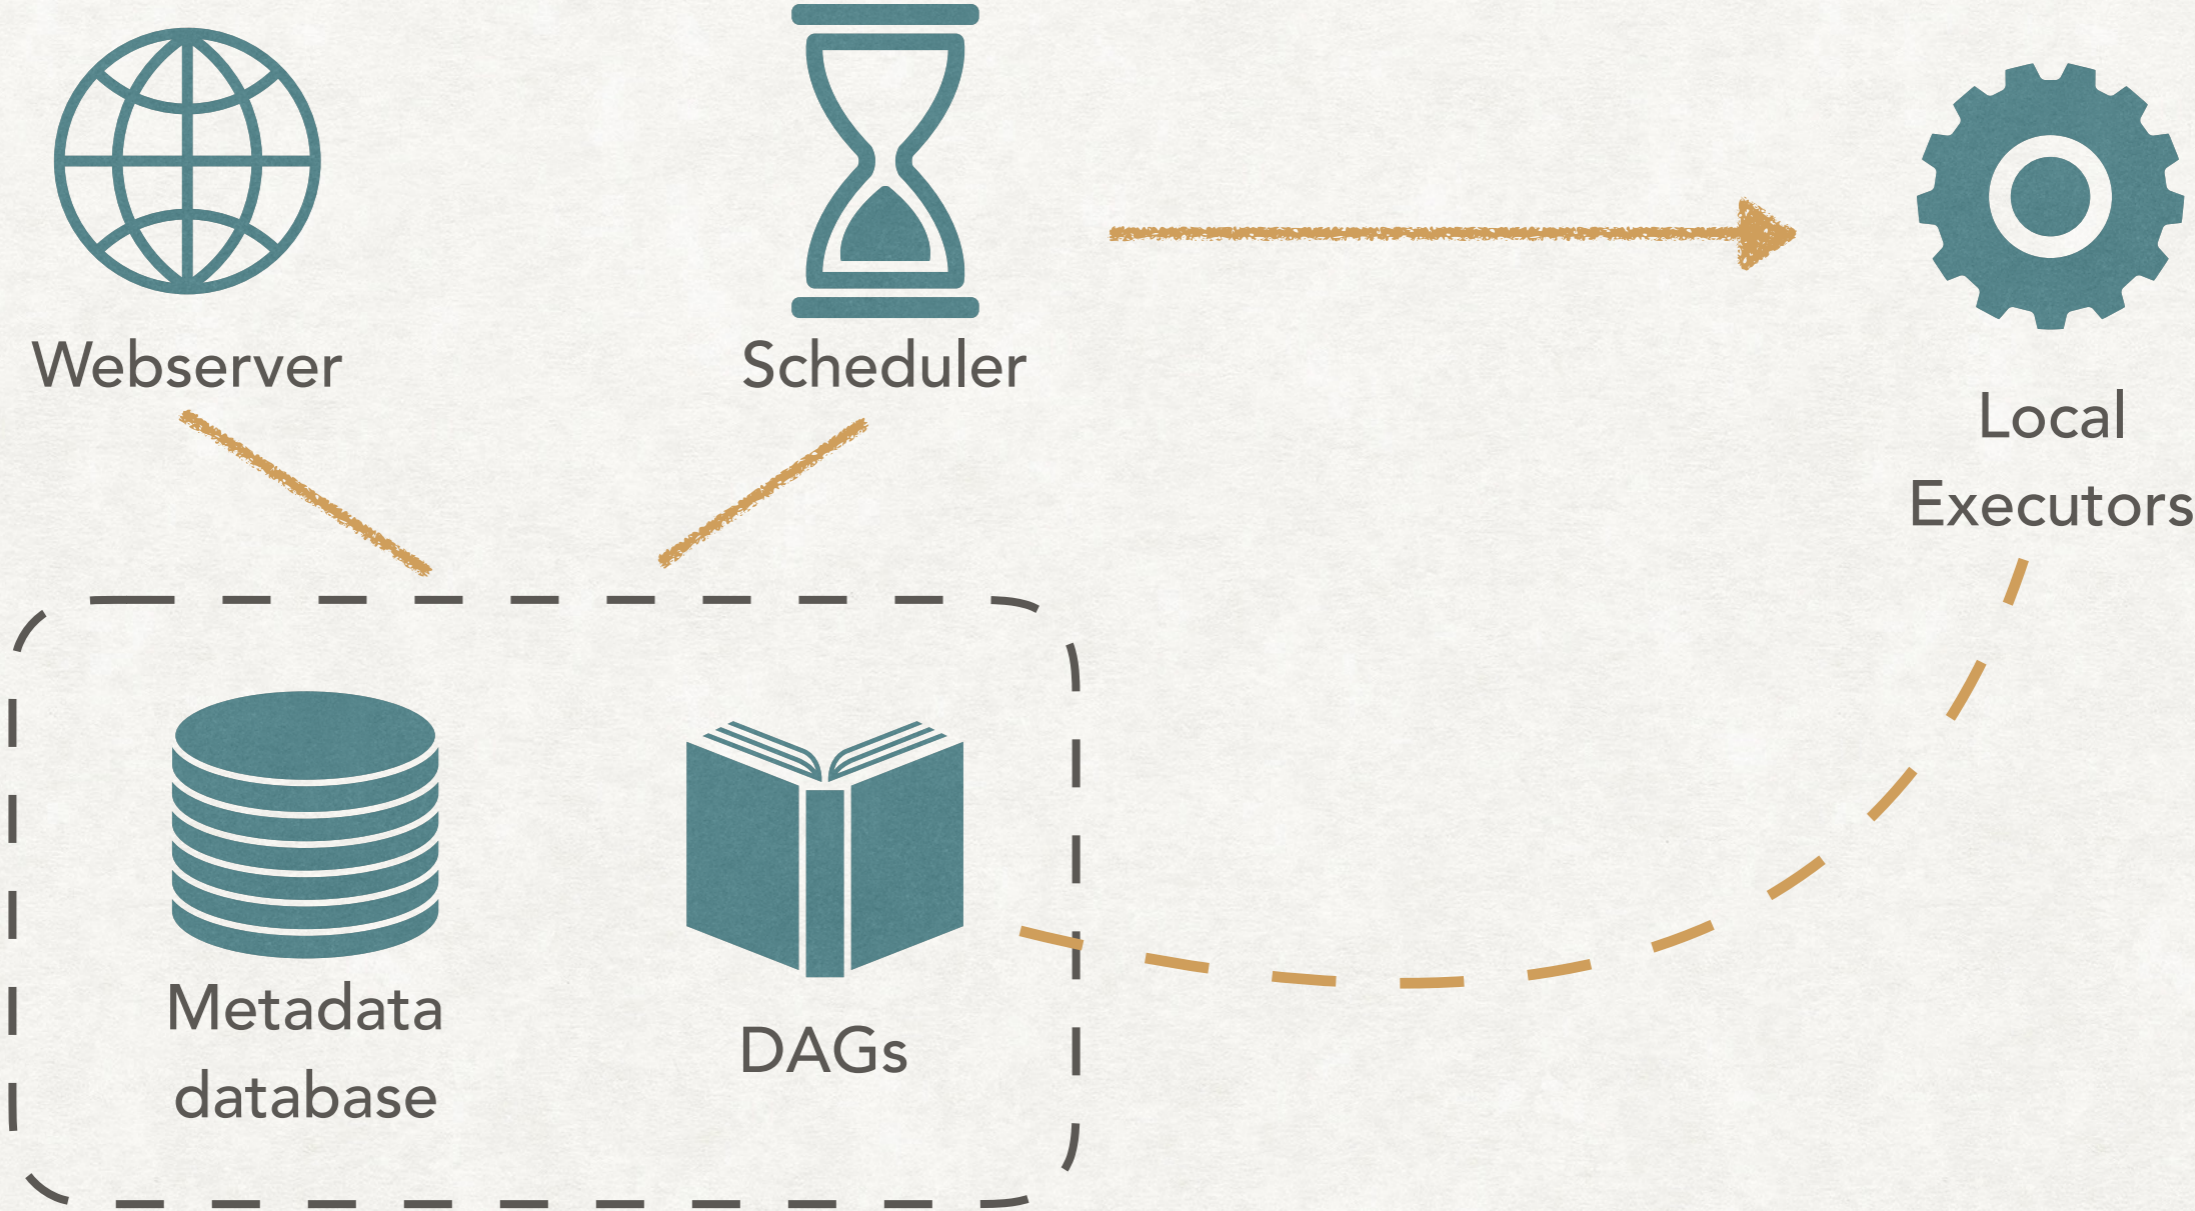 Webserver
Scheduler
Local
Executors
Metadata
database
DAGs